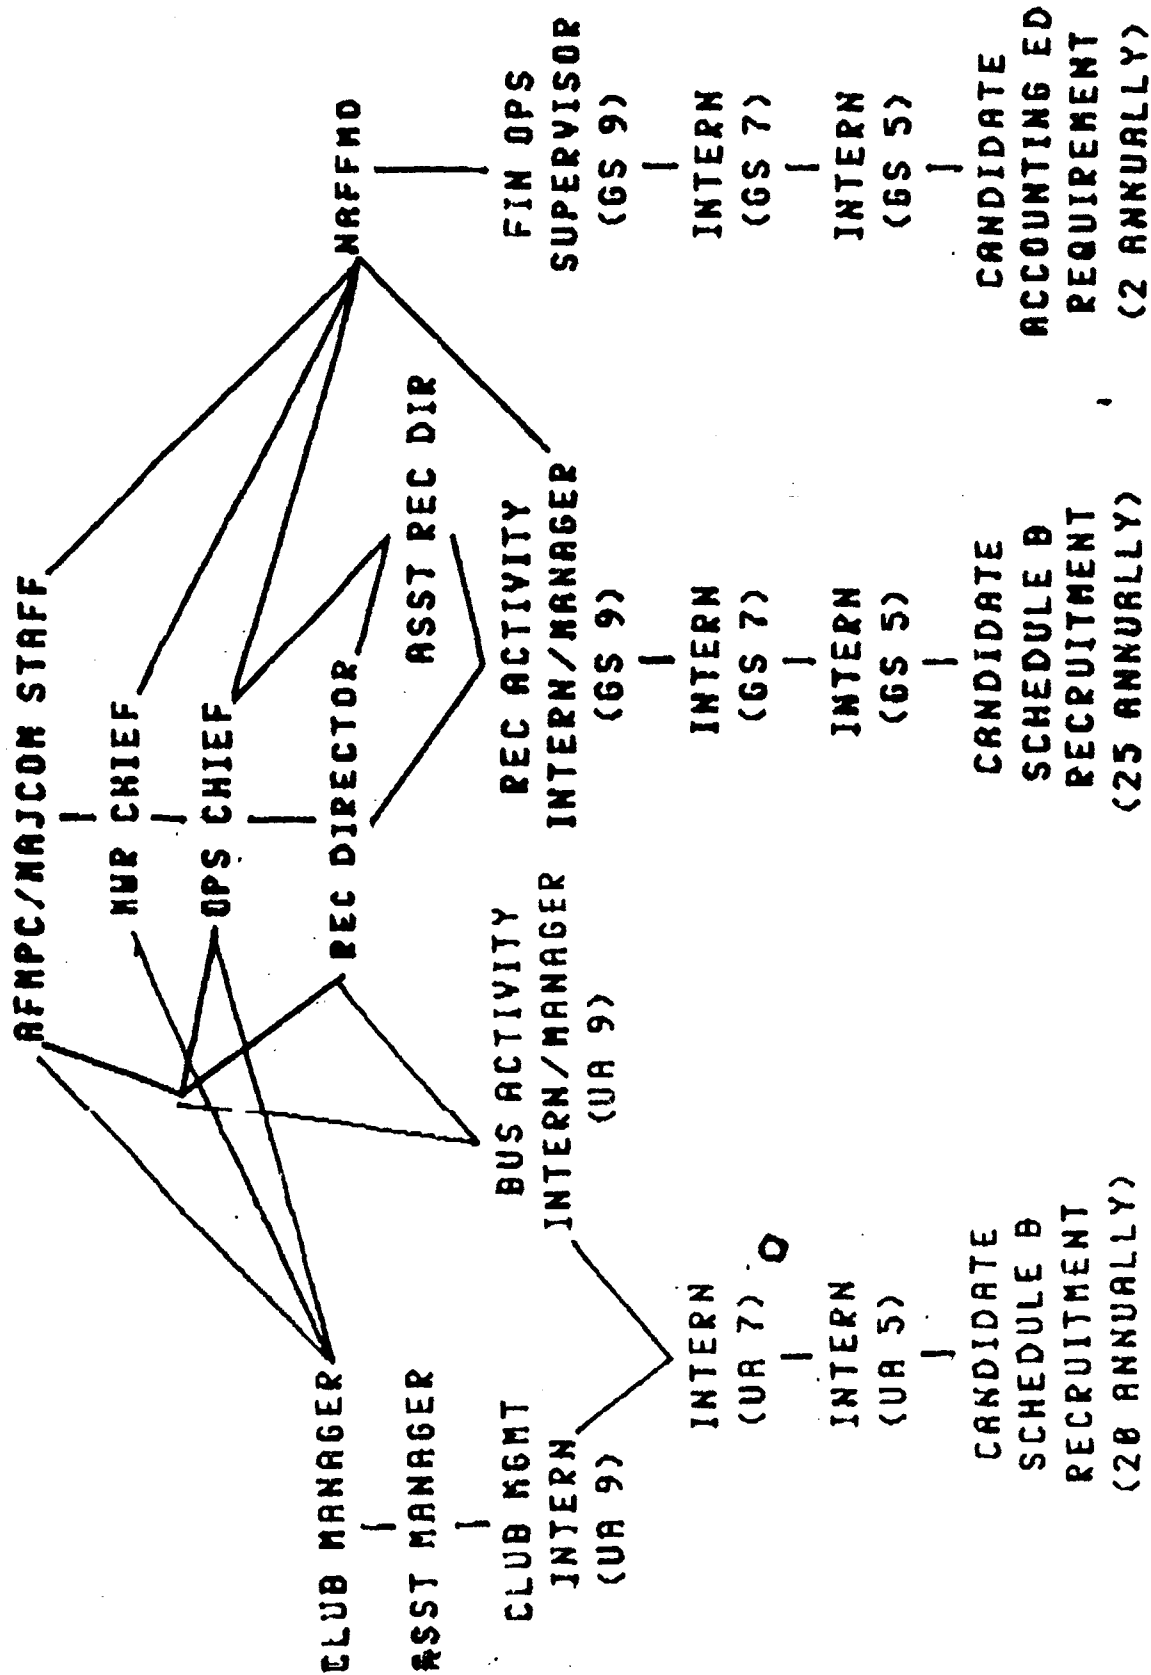 AFMPC/MAJCOM STAFF
MWR CHIEF
OPS CHIEF
REC DIRECTOR
ASST REC DIR
NAFFMO
CLUB MANAGER
ASST MANAGER
CLUB MGMT
INTERN
(UA 9)
BUS ACTIVITY
INTERN/MANAGER
(UA 9)
REC ACTIVITY
INTERN/MANAGER
(GS 9)
FIN OPS
SUPERVISOR
(GS 9)
INTERN
(UA 7)
INTERN
(GS 7)
INTERN
(GS 7)
INTERN
(UA 5)
INTERN
(GS 5)
INTERN
(GS 5)
CANDIDATE
SCHEDULE B
RECRUITMENT
(20 ANNUALLY)
CANDIDATE
SCHEDULE B
RECRUITMENT
(25 ANNUALLY)
CANDIDATE
ACCOUNTING ED
REQUIREMENT
(2 ANNUALLY)